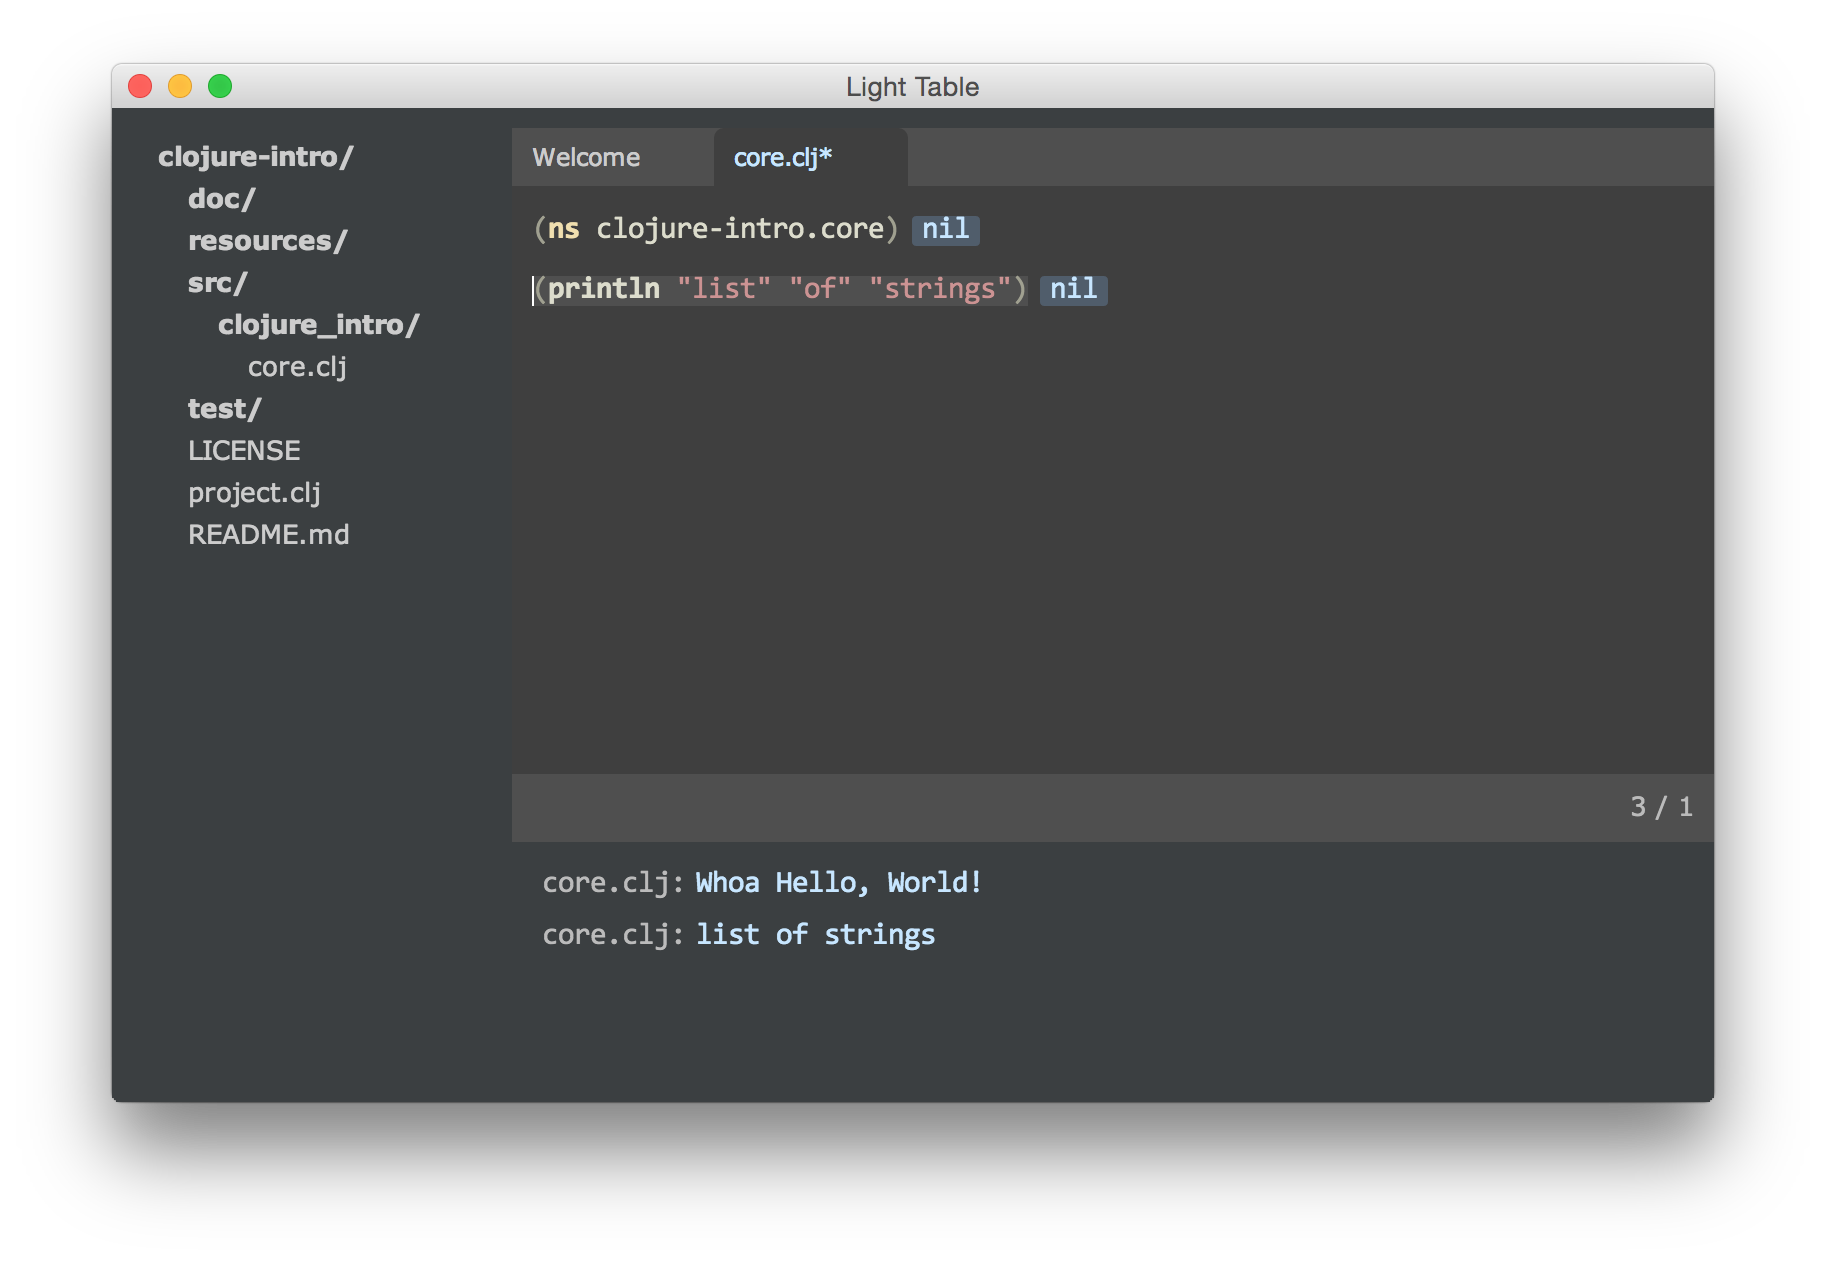 Light Table
clojure-intro/
doc/
resources/
src/
clojure_intro/
core.clj
test/
LICENSE
project.clj
README.md
Welcome core.clj*
(ns clojure-intro.core) nil
(println "list" "of" "strings") nil
3 / 1
core.clj: Whoa Hello, World!
core.clj: list of strings